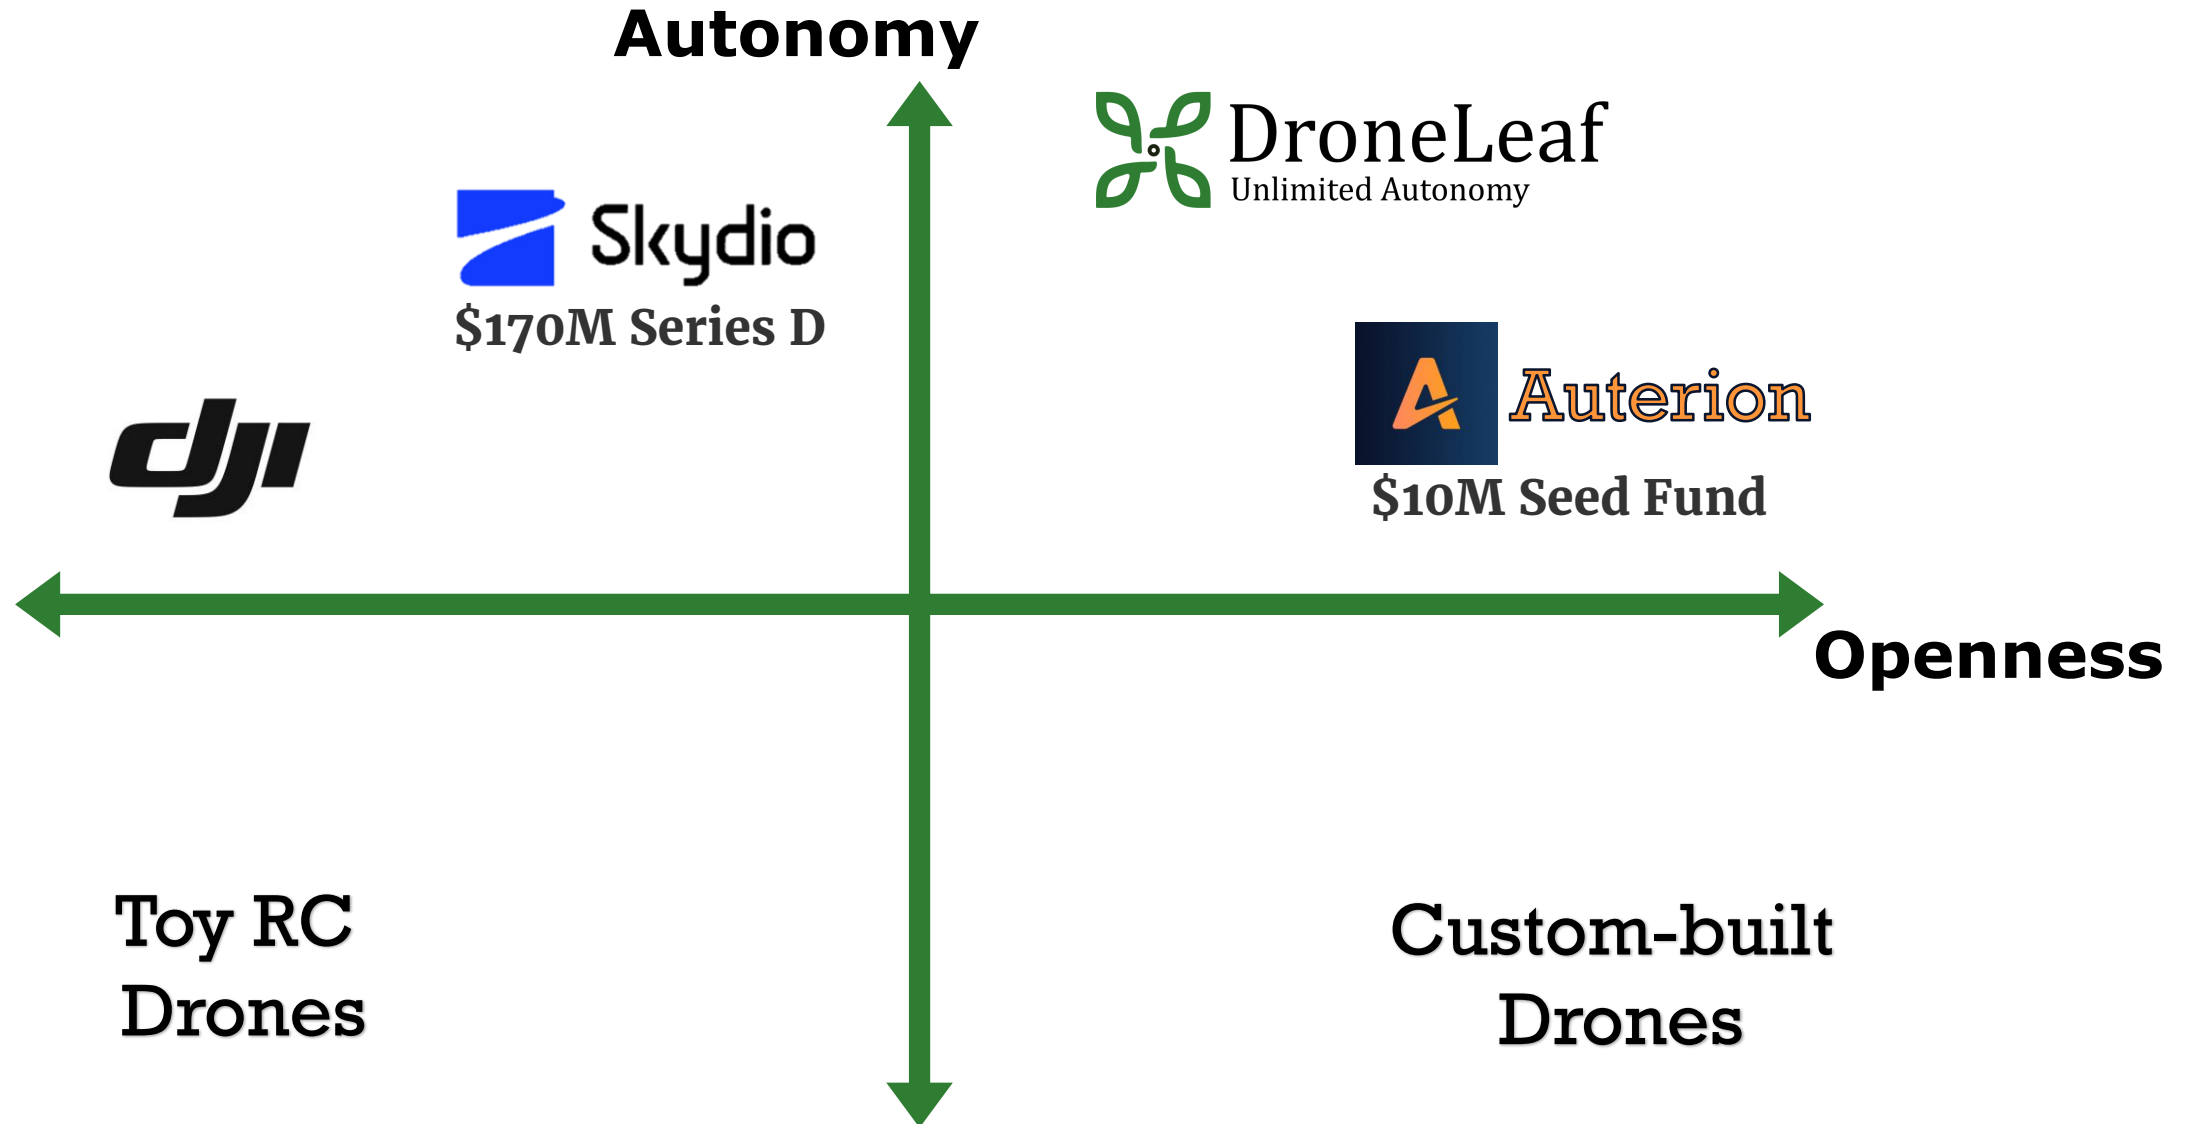 Autonomy
DroneLeaf
Unlimited Autonomy
Skydio
$170M Series D
dji
Auterion
$10M Seed Fund
Openness
Toy RC
Drones
Custom-built
Drones